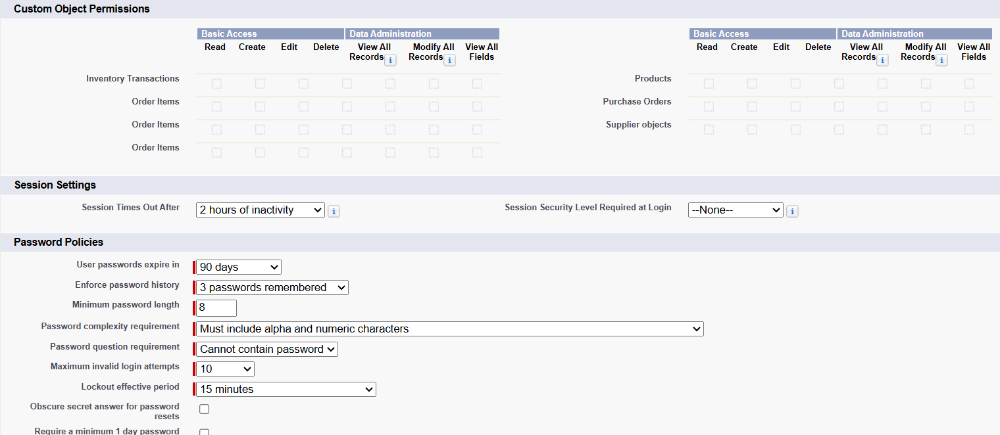 Custom Object Permissions
Basic Access Data Administration Basic Access Data Administration
Read Create Edit Delete View All Records i Modify All Records i View All Fields Read Create Edit Delete View All Records i Modify All Records i View All Fields
Inventory Transactions Products
Order Items Purchase Orders
Order Items Supplier objects
Order Items
Session Settings
Session Times Out After 2 hours of inactivity i Session Security Level Required at Login --None-- i
Password Policies
User passwords expire in 90 days
Enforce password history 3 passwords remembered
Minimum password length 8
Password complexity requirement Must include alpha and numeric characters
Password question requirement Cannot contain password
Maximum invalid login attempts 10
Lockout effective period 15 minutes
Obscure secret answer for password
resets
Require a minimum 1 day password